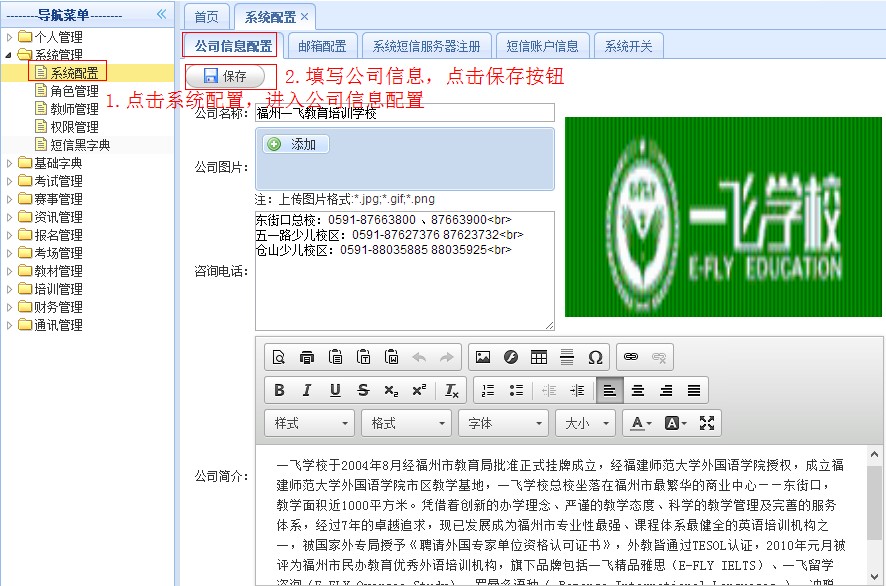 -------导航菜单--------
个人管理
系统管理
系统配置
角色管理
教师管理
权限管理
短信黑字典
基础字典
考试管理
赛事管理
资讯管理
报名管理
考场管理
教材管理
培训管理
财务管理
通讯管理
首页 系统配置
公司信息配置 邮箱配置 系统短信服务器注册 短信账户信息 系统开关
保存
2.填写公司信息，点击保存按钮
1.点击系统配置，进入公司信息配置
公司名称: 福州一飞教育培训学校
公司图片: 添加
注: 上传图片格式:*.jpg;*.gif;*.png
咨询电话:
东街口总校: 0591-87663800 、87663900<br>
五一路少儿校区: 0591-87627376 87623732<br>
仓山少儿校区: 0591-88035885 88035925<br>
E-FLY
一飞学校
E-FLY EDUCATION
样式 格式 字体 大小
公司简介:
一飞学校于2004年8月经福州市教育局批准正式挂牌成立，经福建师范大学外国语学院授权，成立福
建师范大学外国语学院市区教学基地，一飞学校总校坐落在福州市最繁华的商业中心－－东街口，
教学面积近1000平方米。凭借着创新的办学理念、严谨的教学态度、科学的教学管理及完善的服务
体系，经过7年的卓越追求，现已发展成为福州市专业性最强、课程体系最健全的英语培训机构之
一，被国家外专局授予《聘请外国专家单位资格认可证书》，外教皆通过TESOL认证，2010年元月被
评为福州市民办教育优秀外语培训机构，旗下品牌包括一飞精品雅思（E-FLY IELTS）、一飞留学